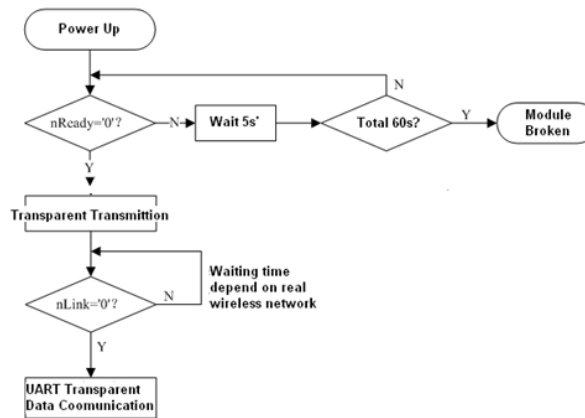 Power Up
N
nReady='0'?
N
Wait 5s'
Total 60s?
Y
Module
Broken
Y
Transparent Transmittion
Waiting time
depend on real
wireless network
nLink='0'?
N
Y
UART Transparent
Data Coomunication